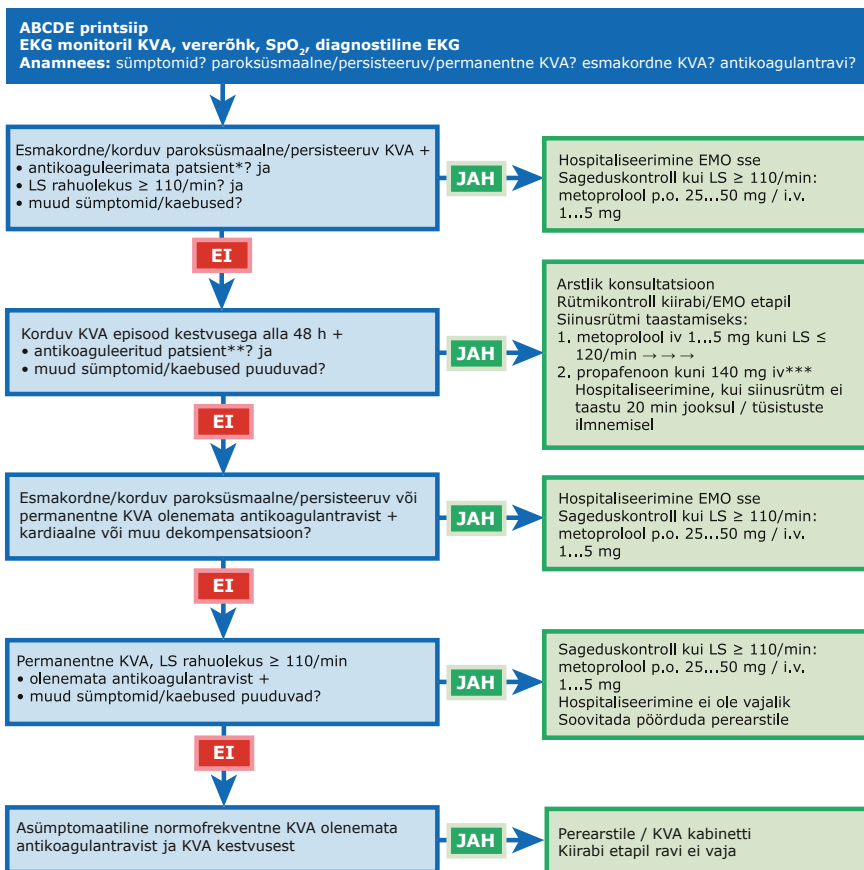 ABCDE printsiip
EKG monitoril KVA, vererõhk, SpO₂, diagnostiline EKG
Anamnees: sümptomid? paroksüsmaalne/persisteeruv/permanentne KVA? esmakordne KVA? antikoagulantravi?
Esmakordne/korduv paroksüsmaalne/persisteeruv KVA +
• antikoaguleerimata patsient*? ja
• LS rahuolekus ≥ 110/min? ja
• muud sümptomid/kaebused?
JAH
Hospitaliseerimine EMO sse
Sageduskontroll kui LS ≥ 110/min:
metoprolool p.o. 25...50 mg / i.v.
1...5 mg
EI
Korduv KVA episood kestvusega alla 48 h +
• antikoaguleeritud patsient**? ja
• muud sümptomid/kaebused puuduvad?
JAH
Arstlik konsultatsioon
Rütmikontroll kiirabi/EMO etapil
Siinusrütmi taastamiseks:
1. metoprolool iv 1...5 mg kuni LS ≤
120/min → → →
2. propafenoon kuni 140 mg iv***
Hospitaliseerimine, kui siinusrütm ei
taastu 20 min jooksul / tüsistuste
ilmnemisel
EI
Esmakordne/korduv paroksüsmaalne/persisteeruv või
permanentne KVA olenemata antikoagulantravist +
kardiaalne või muu dekompensatsioon?
JAH
Hospitaliseerimine EMO sse
Sageduskontroll kui LS ≥ 110/min:
metoprolool p.o. 25...50 mg / i.v.
1...5 mg
EI
Permanentne KVA, LS rahuolekus ≥ 110/min
• olenemata antikoagulantravist +
• muud sümptomid/kaebused puuduvad?
JAH
Sageduskontroll kui LS ≥ 110/min:
metoprolool p.o. 25...50 mg / i.v.
1...5 mg
Hospitaliseerimine ei ole vajalik
Soovitada pöörduda perearstile
EI
Asümptomaatiline normofrekventne KVA olenemata
antikoagulantravist ja KVA kestvusest
JAH
Perearstile / KVA kabinetti
Kiirabi etapil ravi ei vaja